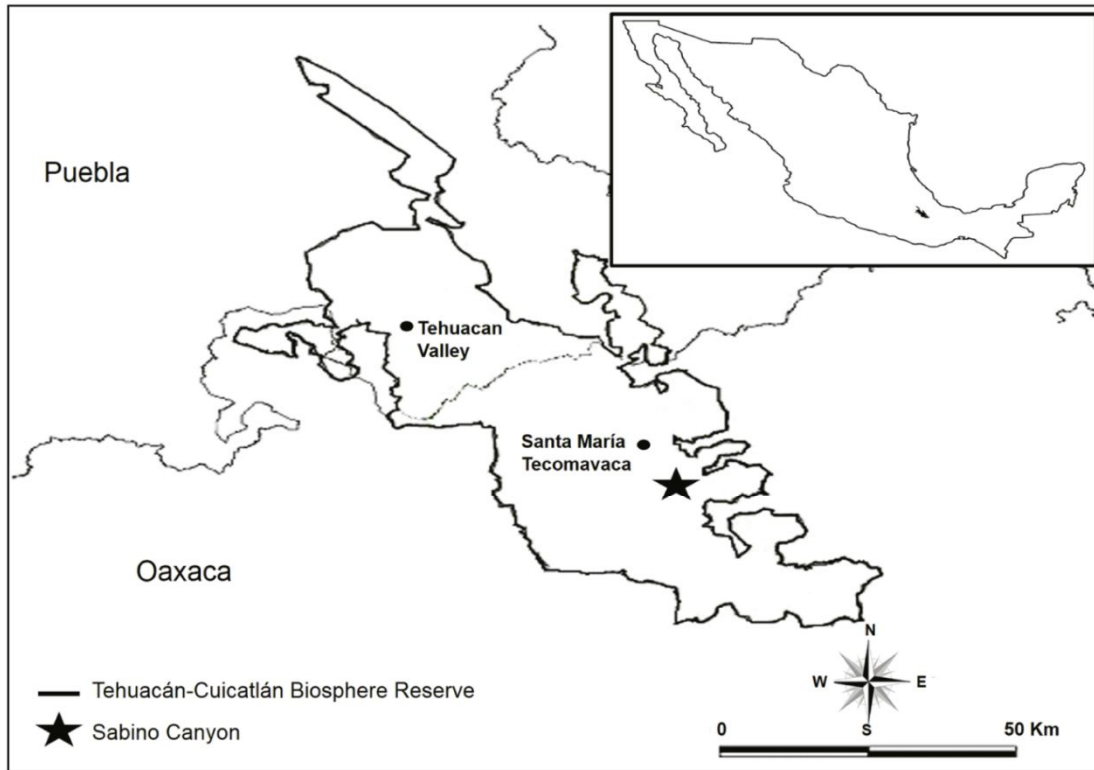 Puebla
Tehuacan
Valley
Santa María
Tecomavaca
Oaxaca
N
W
E
S
Tehuacán-Cuicatlán Biosphere Reserve
Sabino Canyon
0
50 Km